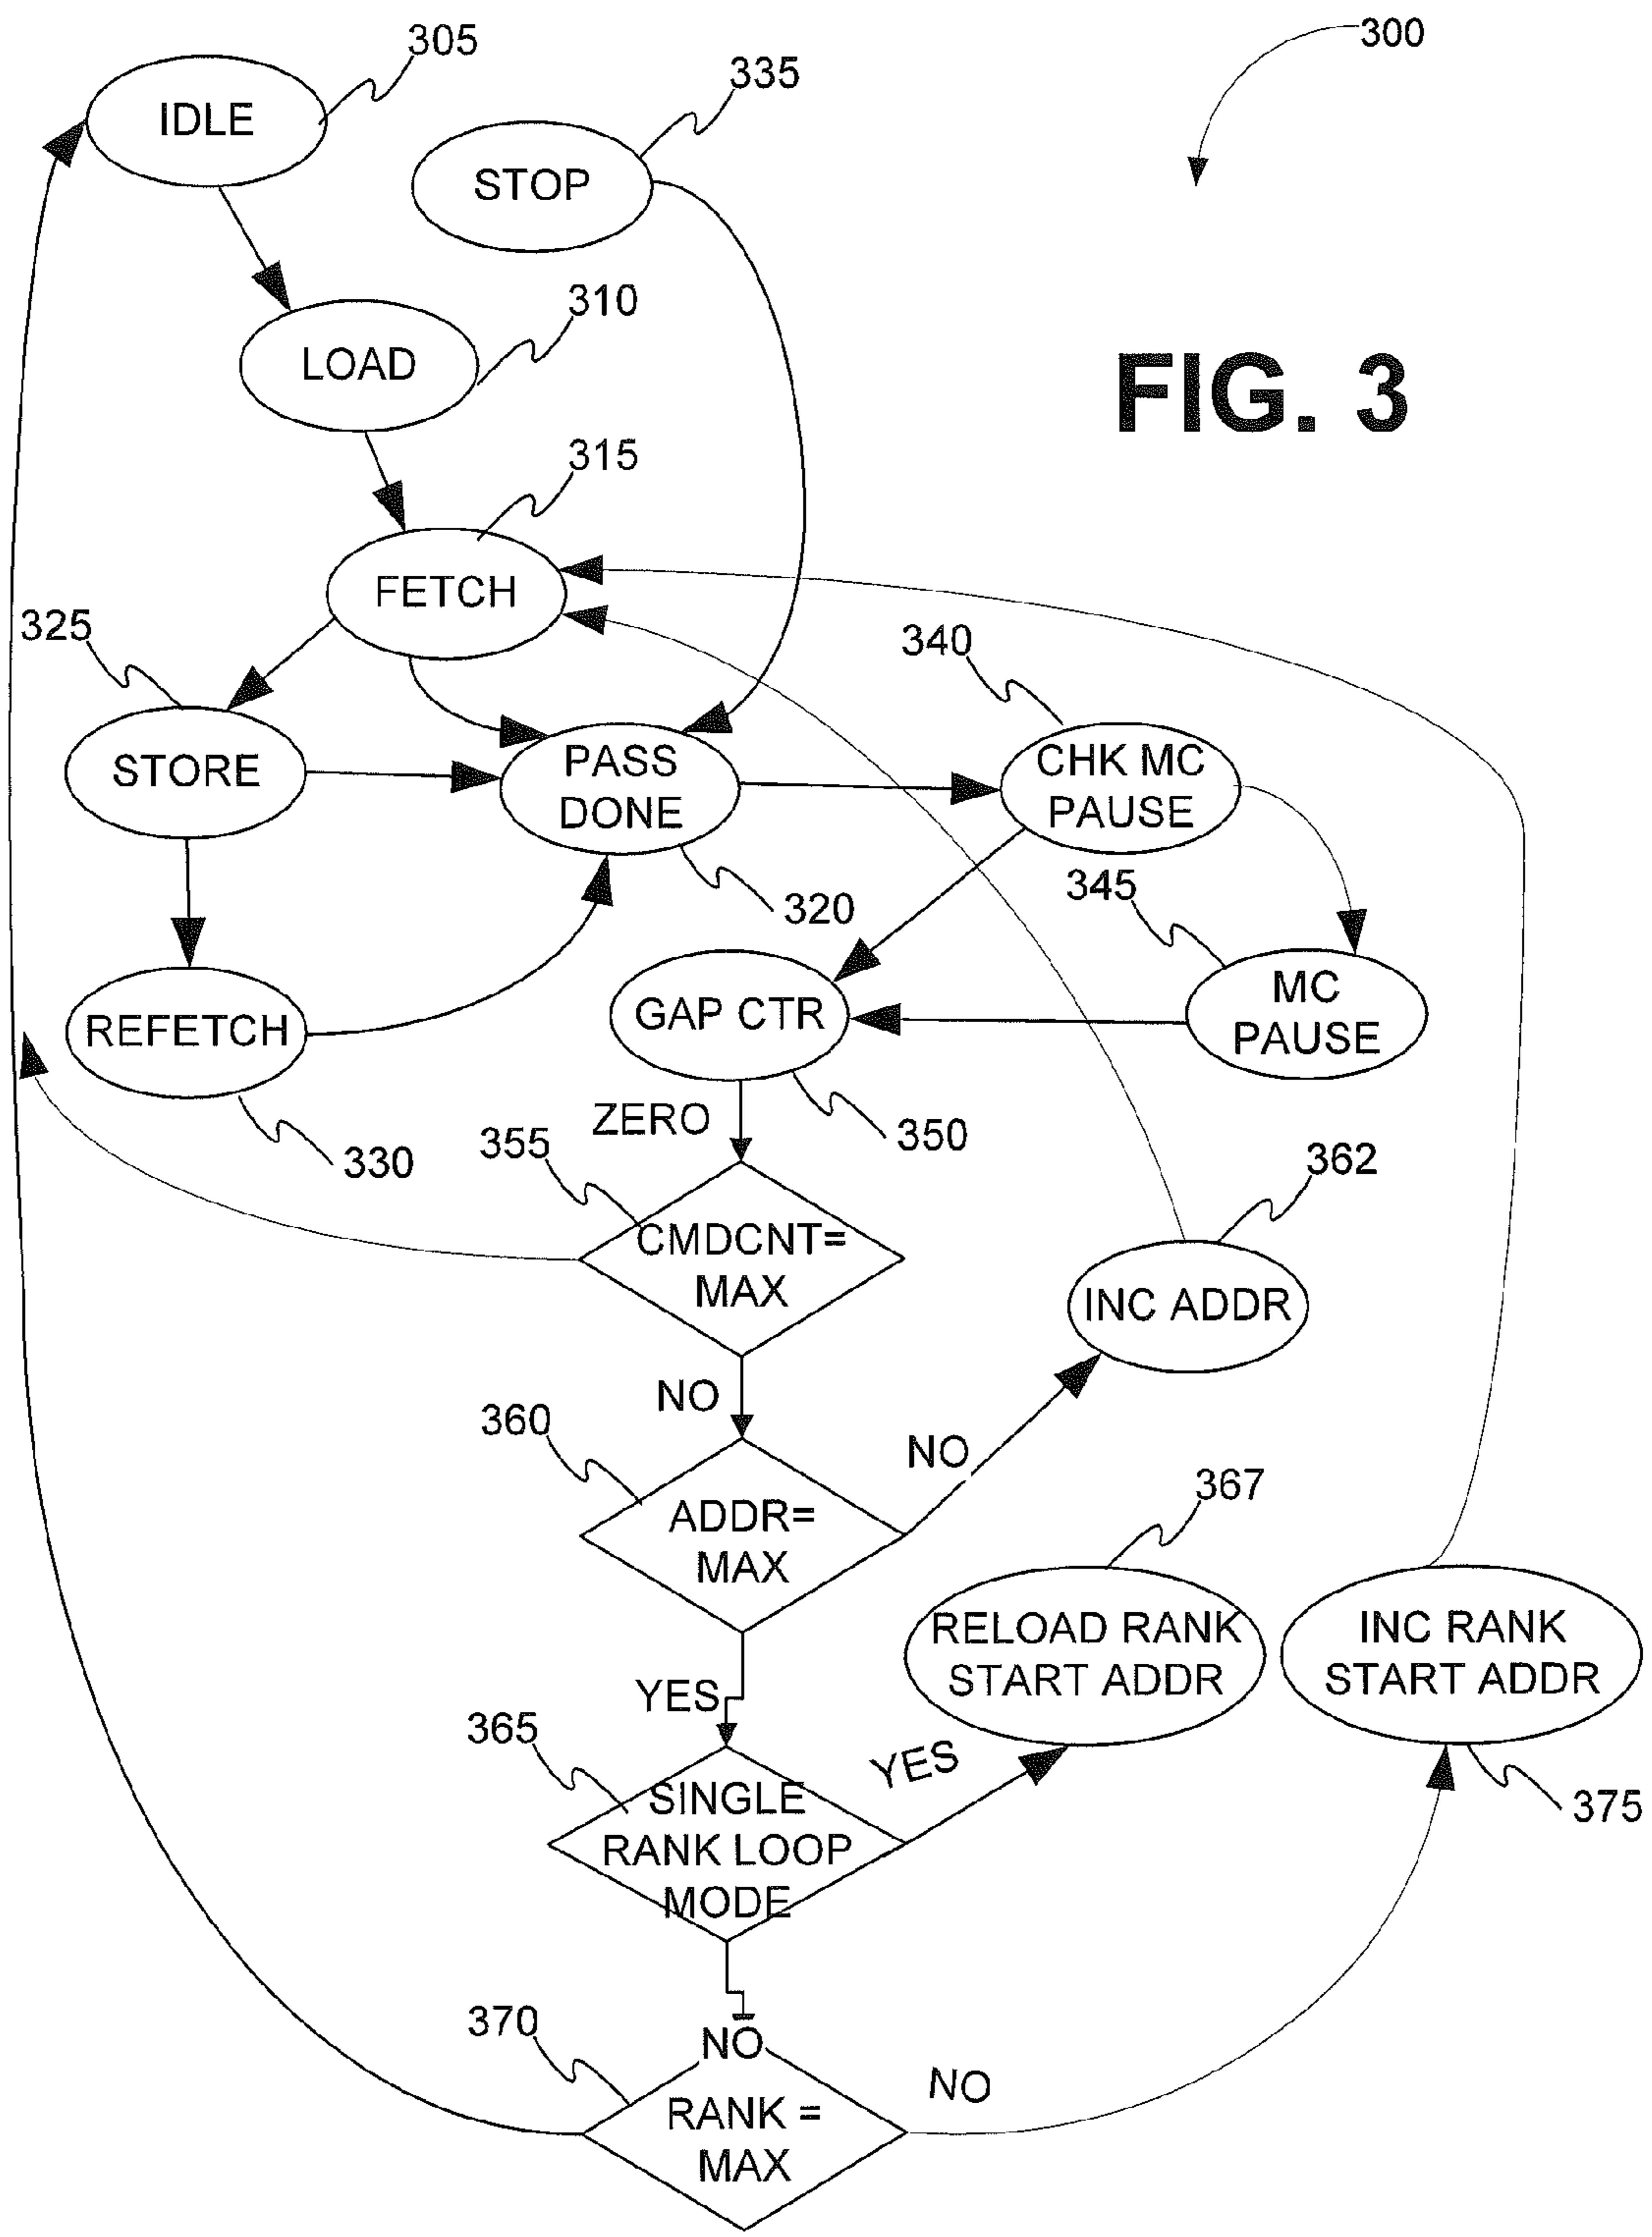 300
305
IDLE
335
STOP
310
LOAD
FIG. 3
315
FETCH
325
STORE
340
CHK MC
PAUSE
PASS
DONE
320
345
MC
PAUSE
GAP CTR
REFETCH
330
ZERO
350
355
CMDCNT=
MAX
362
INC ADDR
NO
360
ADDR=
MAX
NO
367
RELOAD RANK
START ADDR
INC RANK
START ADDR
375
YES
365
SINGLE
RANK LOOP
MODE
YES
370
NO
RANK =
MAX
NO